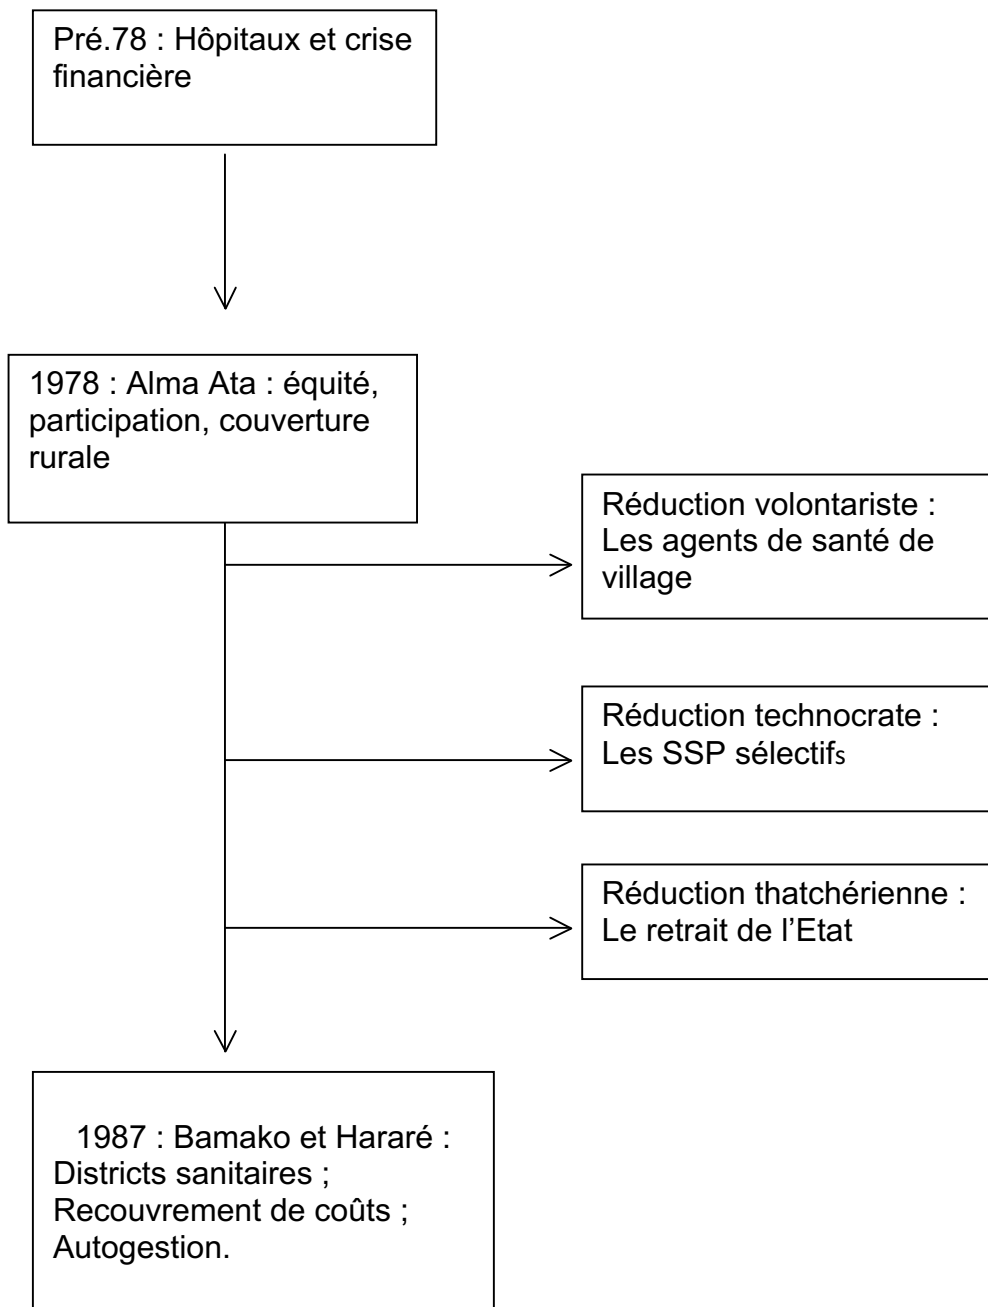 Pré.78 : Hôpitaux et crise
financière
1978 : Alma Ata : équité,
participation, couverture
rurale
Réduction volontariste :
Les agents de santé de
village
Réduction technocrate :
Les SSP sélectifs
Réduction thatchérienne :
Le retrait de l’Etat
1987 : Bamako et Hararé :
Districts sanitaires ;
Recouvrement de coûts ;
Autogestion.